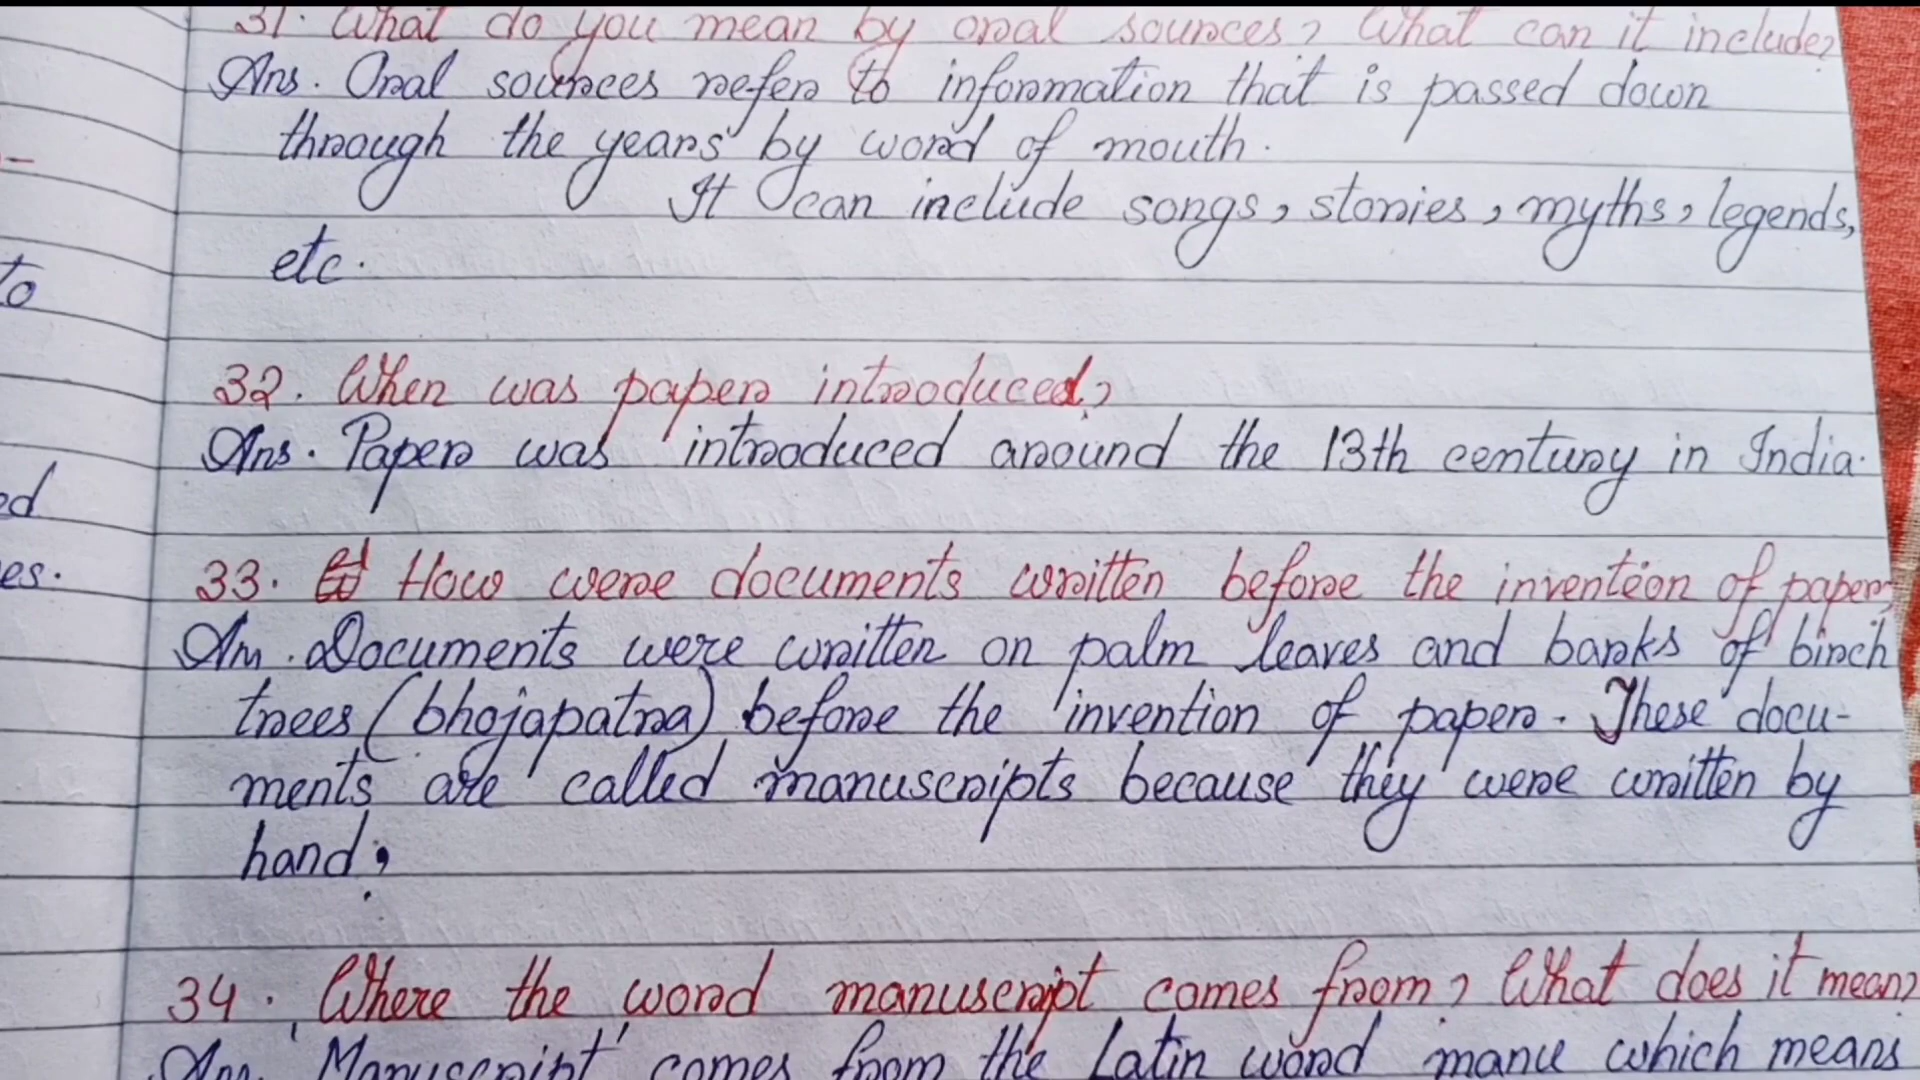 31. What do you mean by oral sources? What can it include?
Ans. Oral sources refer to information that is passed down
through the years by word of mouth.
It can include songs, stories, myths, legends,
etc.
to
32. When was paper introduced?
Ans. Paper was introduced around the 13th century in India.
ed
es.
33. How were documents written before the invention of paper?
Ans. Documents were written on palm leaves and barks of birch
trees (bhojapatra) before the invention of paper. These docu-
ments are called manuscripts because they were written by
hand.
34. Where the word manuscript comes from? What does it mean?
Ans. 'Manuscript' comes from the Latin word manu which means